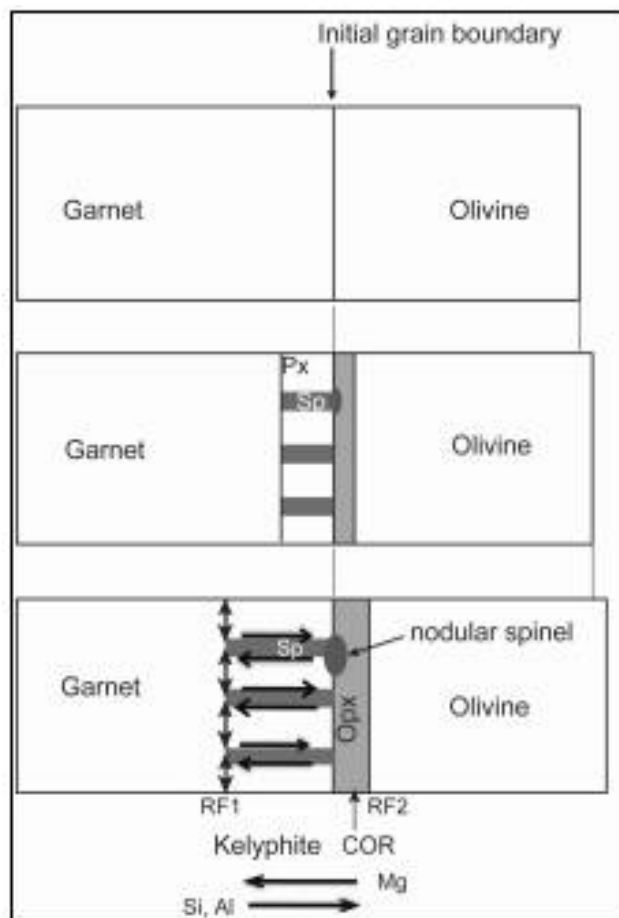 Initial grain boundary
Garnet Olivine
Px
Sp
Garnet Olivine
Sp
nodular spinel
Garnet Opx Olivine
RF1 RF2
Kelyphite COR
Mg
Si, Al